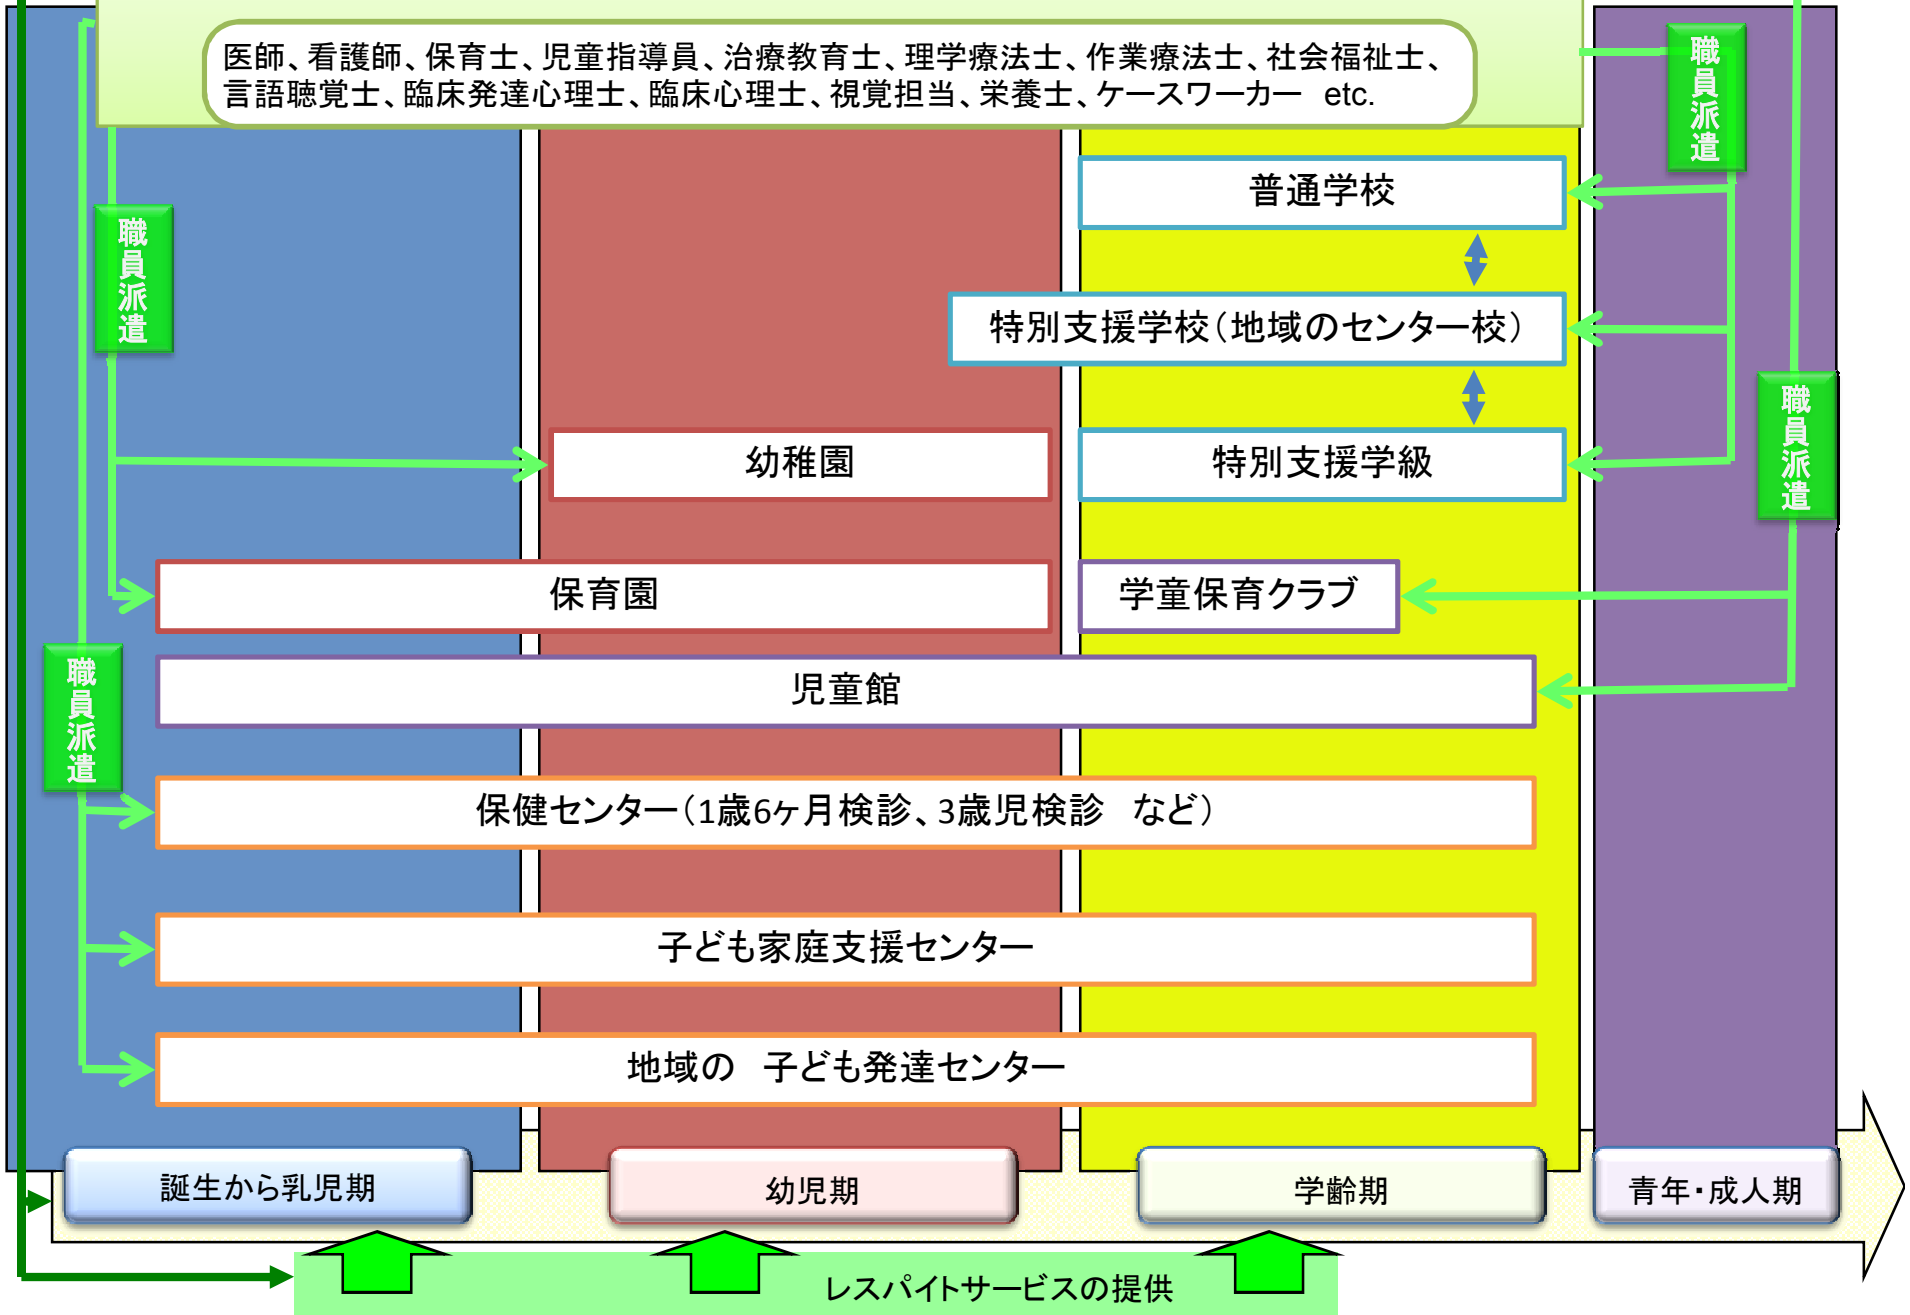 医師、看護師、保育士、児童指導員、治療教育士、理学療法士、作業療法士、社会福祉士、
言語聴覚士、臨床発達心理士、臨床心理士、視覚担当、栄養士、ケースワーカー　etc.
職員派遣
普通学校
職員派遣
特別支援学校（地域のセンター校）
職員派遣
幼稚園
特別支援学級
保育園
学童保育クラブ
職員派遣
児童館
保健センター（1歳6ヶ月検診、3歳児検診　など）
子ども家庭支援センター
地域の　子ども発達センター
誕生から乳児期
幼児期
学齢期
青年・成人期
レスパイトサービスの提供